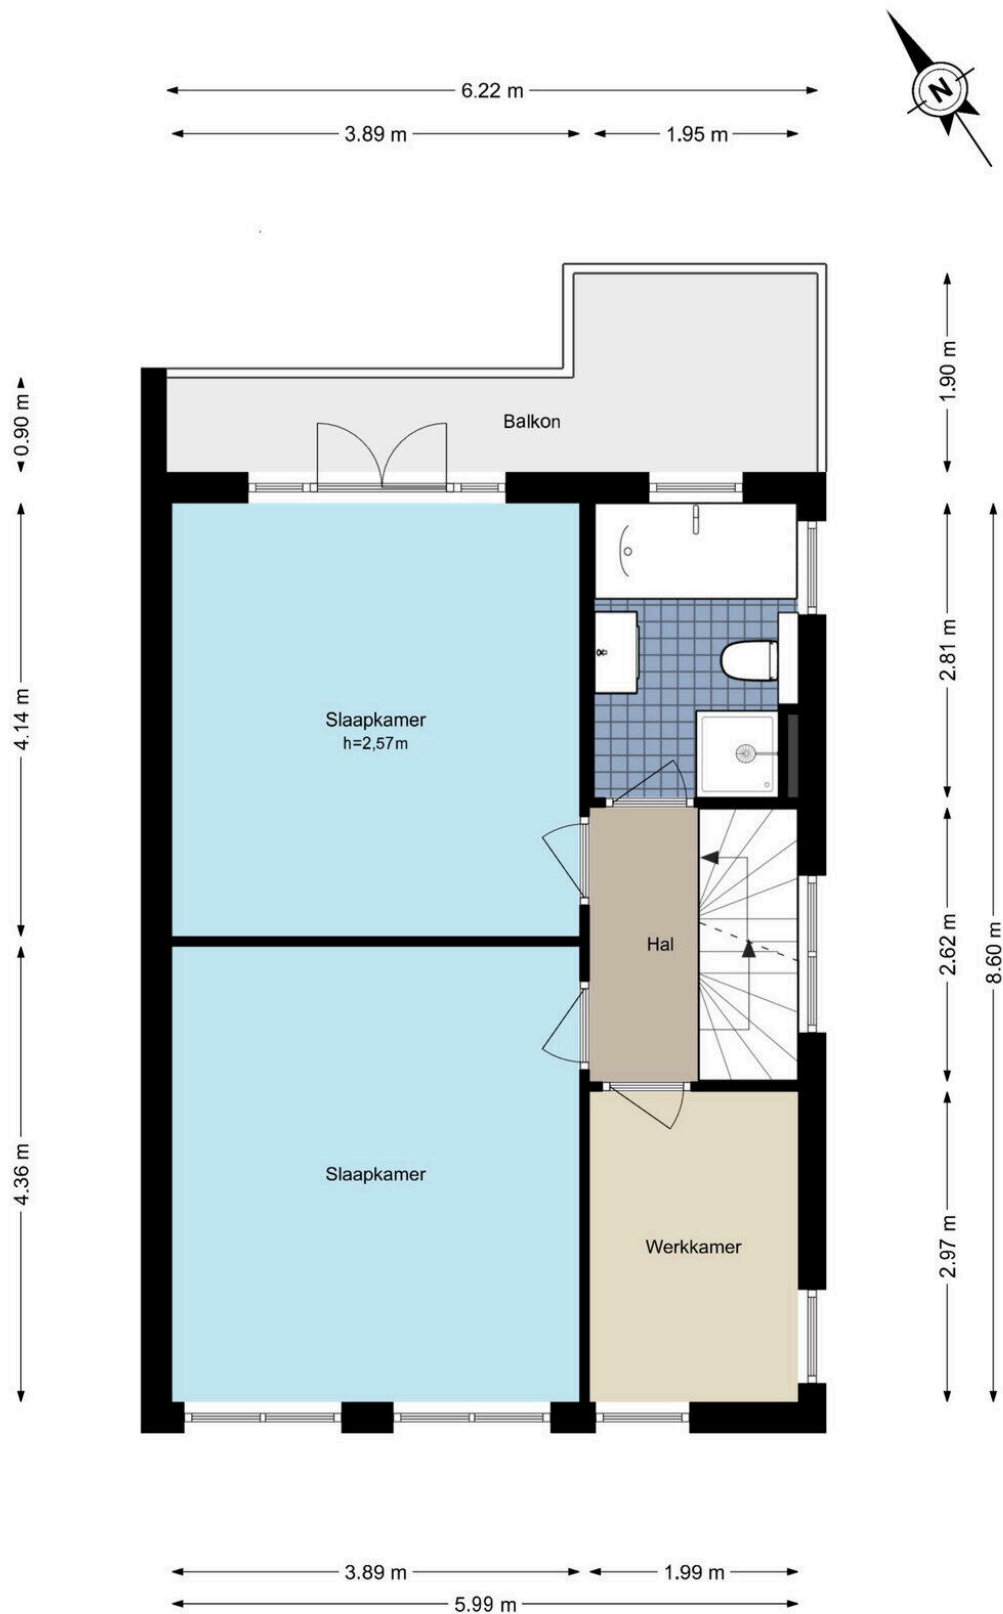 N
6.22 m
3.89 m
1.95 m
1.90 m
0.90 m
Balkon
4.14 m
Slaapkamer
h=2,57m
2.81 m
Hal
2.62 m
8.60 m
4.36 m
Slaapkamer
Werkkamer
2.97 m
3.89 m
1.99 m
5.99 m